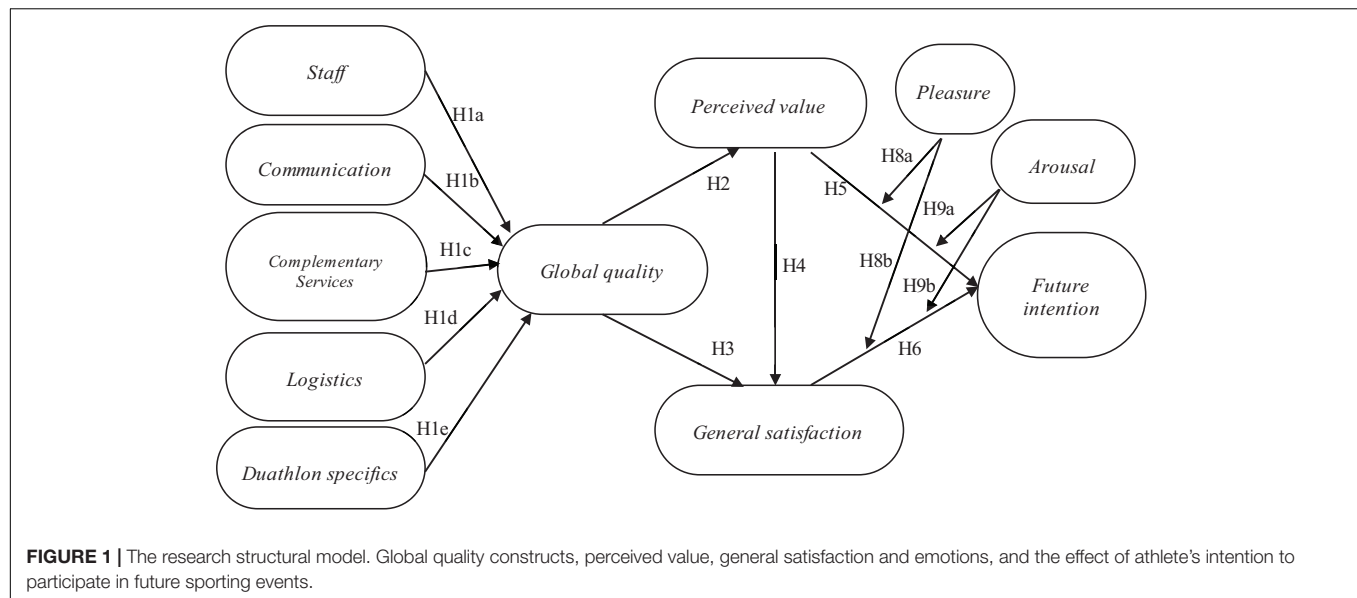 Staff
Communication
Complementary
Services
Logistics
Duathlon specifics
H1a
H1b
H1c
H1d
H1e
Global quality
H2
H3
Perceived value
H4
General satisfaction
H5
H6
Pleasure
Arousal
H8a
H8b
H9a
H9b
Future
intention
FIGURE 1 | The research structural model. Global quality constructs, perceived value, general satisfaction and emotions, and the effect of athlete's intention to
participate in future sporting events.